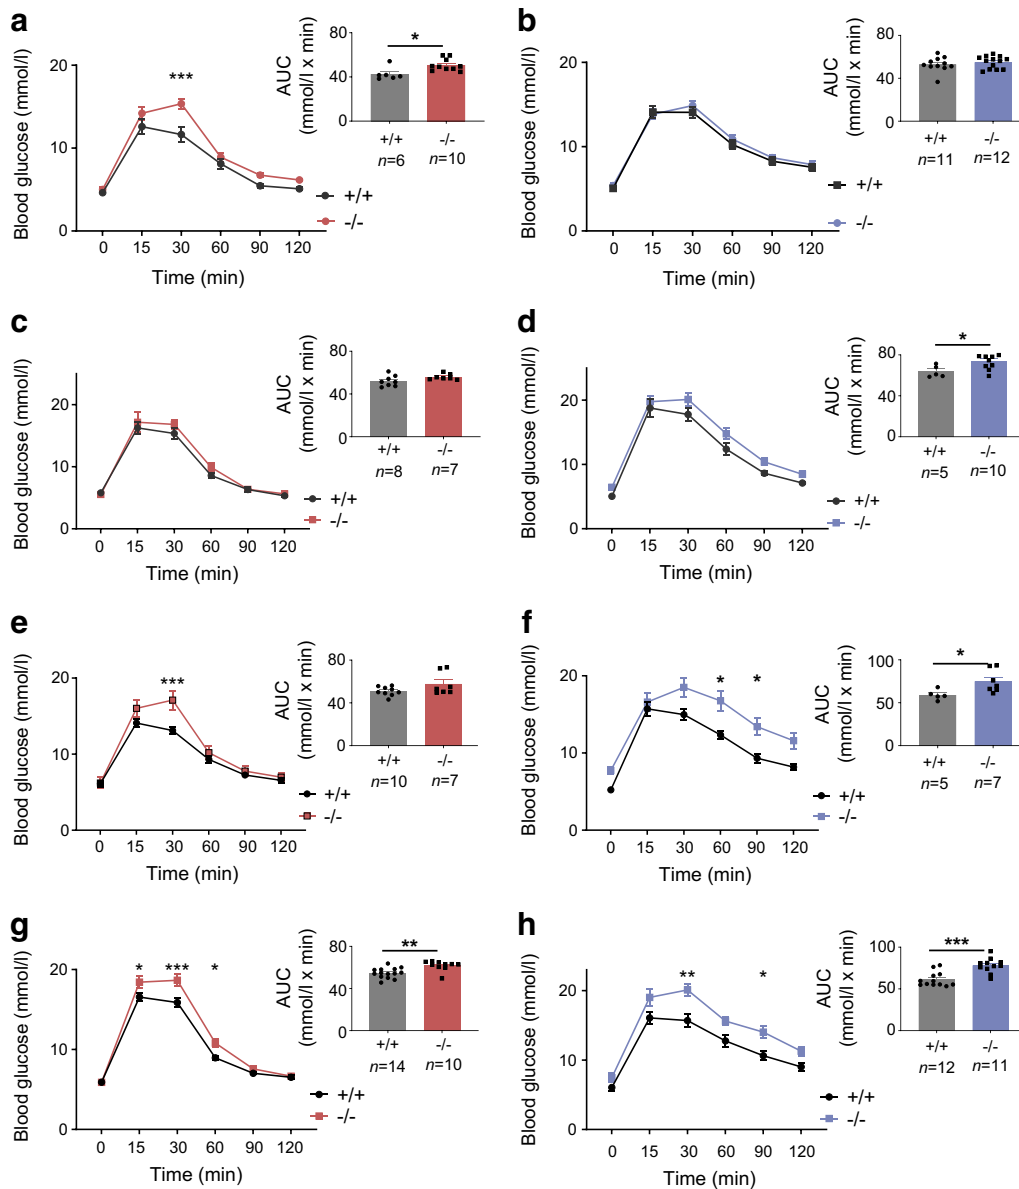 a
Blood glucose (mmol/l)
20
10
0
0 15 30 60 90 120
Time (min)
***
+/+
-/-
AUC
(mmol/l x min)
80
40
0
*
+/+ -/-
n=6 n=10
b
Blood glucose (mmol/l)
20
10
0
0 15 30 60 90 120
Time (min)
+/+
-/-
AUC
(mmol/l x min)
80
40
0
+/+ -/-
n=11 n=12
c
Blood glucose (mmol/l)
20
10
0
0 15 30 60 90 120
Time (min)
+/+
-/-
AUC
(mmol/l x min)
80
40
0
+/+ -/-
n=8 n=7
d
Blood glucose (mmol/l)
20
10
0
0 15 30 60 90 120
Time (min)
+/+
-/-
AUC
(mmol/l x min)
80
40
0
*
+/+ -/-
n=5 n=10
e
Blood glucose (mmol/l)
20
10
0
0 15 30 60 90 120
Time (min)
***
+/+
-/-
AUC
(mmol/l x min)
80
40
0
+/+ -/-
n=10 n=7
f
Blood glucose (mmol/l)
20
10
0
0 15 30 60 90 120
Time (min)
* *
+/+
-/-
AUC
(mmol/l x min)
100
50
0
*
+/+ -/-
n=5 n=7
g
Blood glucose (mmol/l)
20
10
0
0 15 30 60 90 120
Time (min)
* *** *
+/+
-/-
AUC
(mmol/l x min)
80
40
0
**
+/+ -/-
n=14 n=10
h
Blood glucose (mmol/l)
20
10
0
0 15 30 60 90 120
Time (min)
** *
+/+
-/-
AUC
(mmol/l x min)
100
50
0
***
+/+ -/-
n=12 n=11